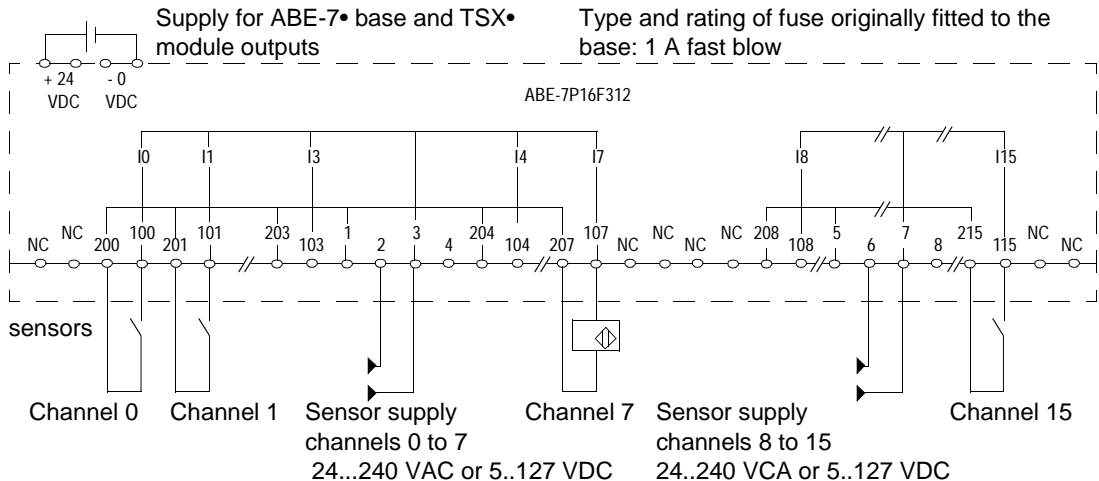 Supply for ABE-7• base and TSX•
module outputs
Type and rating of fuse originally fitted to the
base: 1 A fast blow
+ 24 - 0
VDC VDC
ABE-7P16F312
I0 I1 I3 I4 I7 I8 I15
NC NC 200 100 201 101 203 103 1 2 3 4 204 104 207 107 NC NC NC NC 208 108 5 6 7 8 215 115 NC NC
sensors
Channel 0 Channel 1 Sensor supply Channel 7 Sensor supply Channel 15
channels 0 to 7 channels 8 to 15
24...240 VAC or 5..127 VDC 24..240 VCA or 5..127 VDC